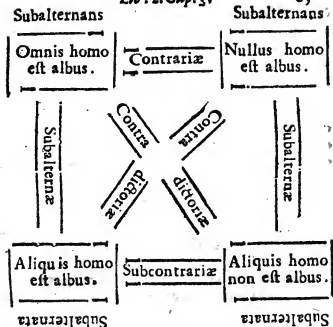 Subalternans
Subalternans
Omnis homo
eſt albus.
Contrariæ
Nullus homo
eſt albus.
Subalternæ
Contra
Contra
Subalternæ
dictoriæ
dictoriæ
Aliquis homo
eſt albus.
Subcontrariæ
Aliquis homo
non eſt albus.
Subalternata
Subalternata